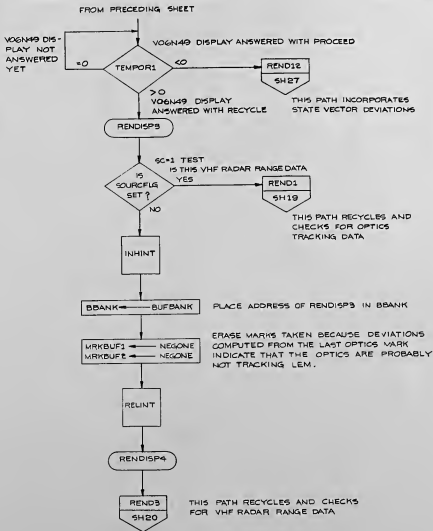 FROM PRECEDING SHEET
V06N49 DIS-
PLAY NOT
ANSWERED
YET
V06N49 DISPLAY ANSWERED WITH PROCEED
=0
TEMPOR1
<0
REND12
SH27
>0
V06N49 DISPLAY
ANSWERED WITH RECYCLE
THIS PATH INCORPORATES
STATE VECTOR DEVIATIONS
RENDISP3
SC=1 TEST
IS THIS VHF RADAR RANGE DATA
IS
SOURCFLG
SET?
YES
REND1
SH19
NO
THIS PATH RECYCLES AND
CHECKS FOR OPTICS
TRACKING DATA
INHINT
BBANK BUFBANK
PLACE ADDRESS OF RENDISP3 IN BBANK
MRKBUF1 NEGONE
MRKBUF2 NEGONE
ERASE MARKS TAKEN BECAUSE DEVIATIONS
COMPUTED FROM THE LAST OPTICS MARK
INDICATE THAT THE OPTICS ARE PROBABLY
NOT TRACKING LEM.
RELINT
RENDISP4
REND3
SH20
THIS PATH RECYCLES AND CHECKS
FOR VHF RADAR RANGE DATA